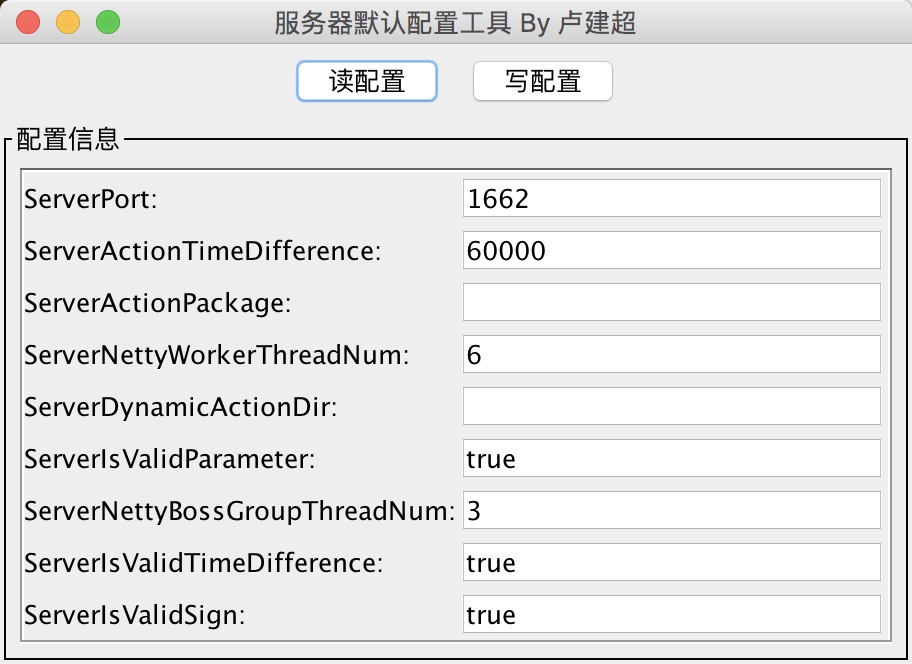 服务器默认配置工具 By 卢建超
读配置 写配置
配置信息
ServerPort: 1662
ServerActionTimeDifference: 60000
ServerActionPackage:
ServerNettyWorkerThreadNum: 6
ServerDynamicActionDir:
ServerIsValidParameter: true
ServerNettyBossGroupThreadNum: 3
ServerIsValidTimeDifference: true
ServerIsValidSign: true